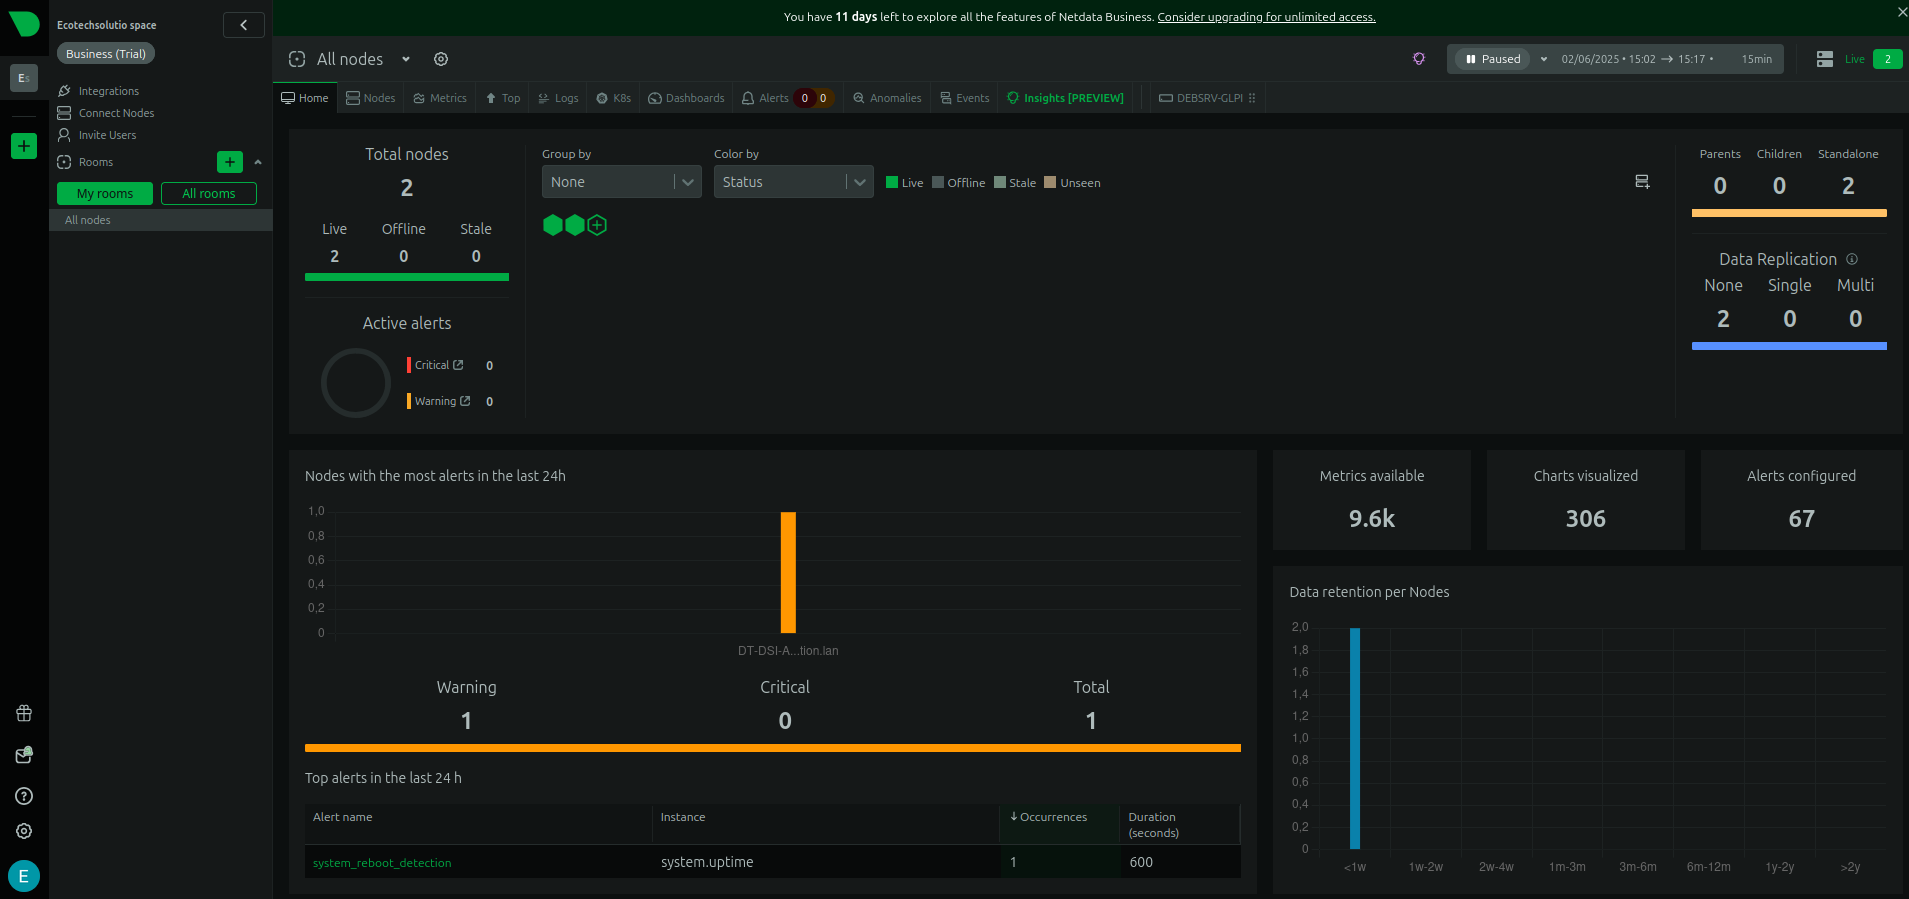 You have 11 days left to explore all the features of Netdata Business. Consider upgrading for unlimited access.
Ecotechsolutio space
Business (Trial)
Es
Integrations
Connect Nodes
Invite Users
Rooms
My rooms
All rooms
All nodes
E
All nodes
Paused
02/06/2025 • 15:02 → 15:17 •
15min
Live
2
Home
Nodes
Metrics
Top
Logs
K8s
Dashboards
Alerts 0 0
Anomalies
Events
Insights [PREVIEW]
DEBSRV-GLPI
Total nodes
2
Live Offline Stale
2 0 0
Active alerts
Critical 0
Warning 0
Group by
None
Color by
Status
Live Offline Stale Unseen
Parents Children Standalone
0 0 2
Data Replication
None Single Multi
2 0 0
Nodes with the most alerts in the last 24h
1,0
0,8
0,6
0,4
0,2
0
DT-DSI-A...tion.lan
Warning Critical Total
1 0 1
Top alerts in the last 24 h
Alert name Instance Occurrences Duration (seconds)
system_reboot_detection system.uptime 1 600
Metrics available
9.6k
Charts visualized
306
Alerts configured
67
Data retention per Nodes
2,0
1,8
1,6
1,4
1,2
1,0
0,8
0,6
0,4
0,2
0
<1w 1w-2w 2w-4w 1m-3m 3m-6m 6m-12m 1y-2y >2y